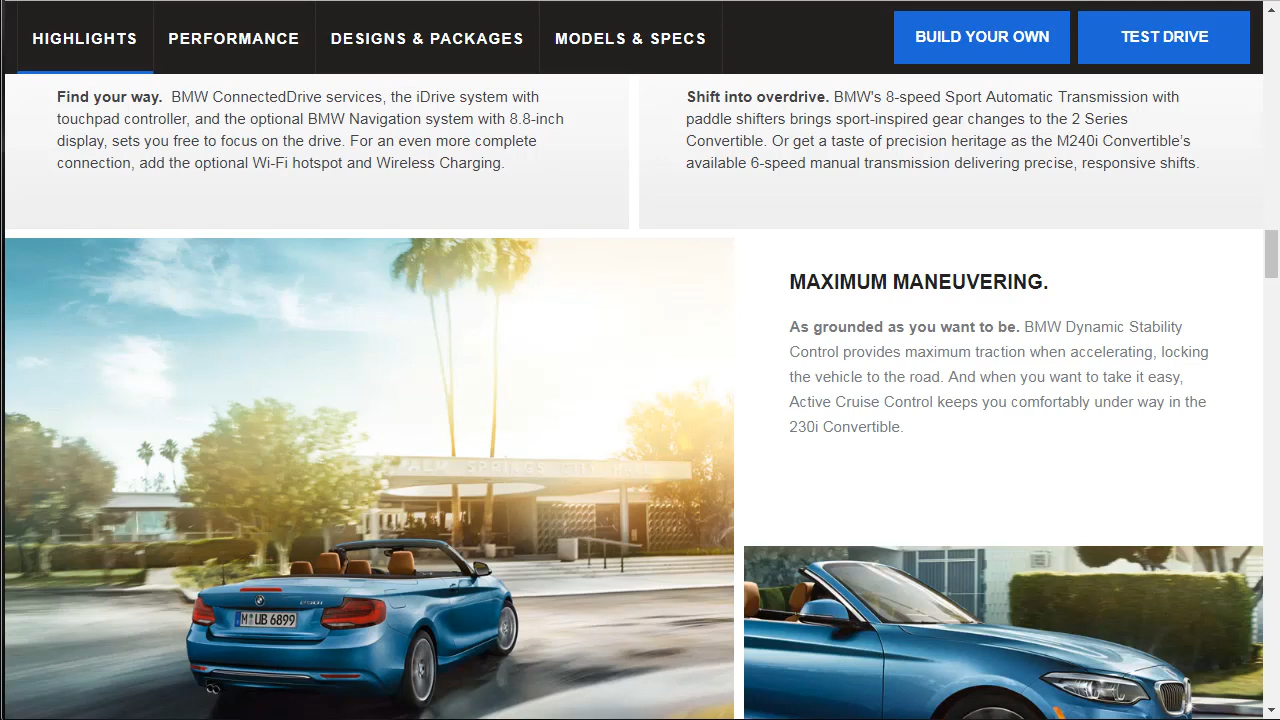 HIGHLIGHTS
PERFORMANCE
DESIGNS & PACKAGES
MODELS & SPECS
BUILD YOUR OWN
TEST DRIVE
Find your way. BMW ConnectedDrive services, the iDrive system with
touchpad controller, and the optional BMW Navigation system with 8.8-inch
display, sets you free to focus on the drive. For an even more complete
connection, add the optional Wi-Fi hotspot and Wireless Charging.
Shift into overdrive. BMW's 8-speed Sport Automatic Transmission with
paddle shifters brings sport-inspired gear changes to the 2 Series
Convertible. Or get a taste of precision heritage as the M240i Convertible’s
available 6-speed manual transmission delivering precise, responsive shifts.
MAXIMUM MANEUVERING.
As grounded as you want to be. BMW Dynamic Stability
Control provides maximum traction when accelerating, locking
the vehicle to the road. And when you want to take it easy,
Active Cruise Control keeps you comfortably under way in the
230i Convertible.
PALM SPRINGS CITY HALL
M UB 6899